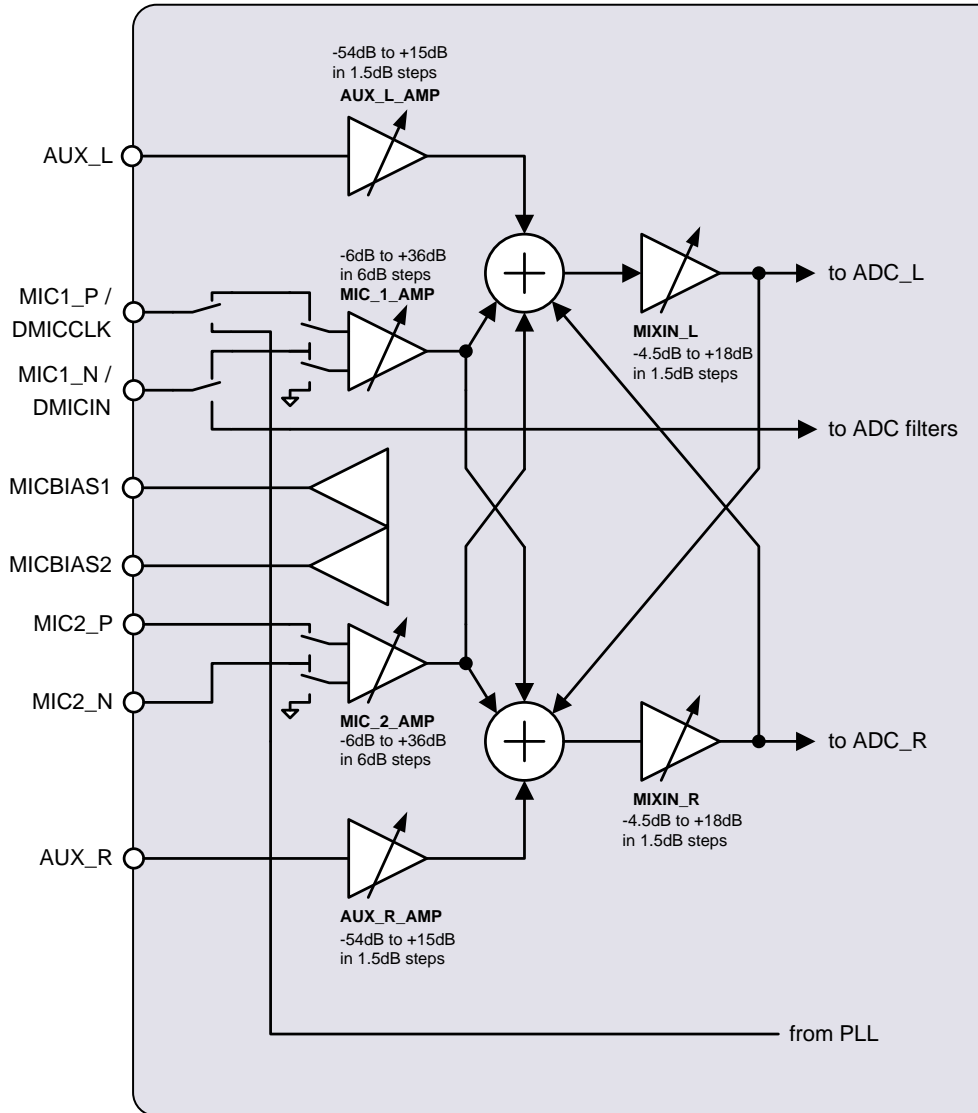 -54dB to +15dB
in 1.5dB steps
AUX_L_AMP
AUX_L
-6dB to +36dB
in 6dB steps
MIC_1_AMP
MIC1_P /
DMICCLK
to ADC_L
MIXIN_L
-4.5dB to +18dB
in 1.5dB steps
MIC1_N /
DMICIN
to ADC filters
MICBIAS1
MICBIAS2
MIC2_P
MIC2_N
MIC_2_AMP
-6dB to +36dB
in 6dB steps
to ADC_R
MIXIN_R
-4.5dB to +18dB
in 1.5dB steps
AUX_R
AUX_R_AMP
-54dB to +15dB
in 1.5dB steps
from PLL